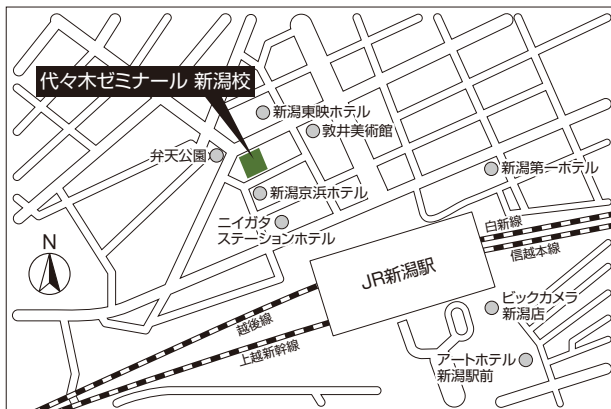 代々木ゼミナール 新潟校
新潟東映ホテル
敦井美術館
弁天公園
新潟第一ホテル
新潟京浜ホテル
ニイガタ
ステーションホテル
白新線
信越本線
N
JR新潟駅
ビックカメラ
新潟店
越後線
上越新幹線
アートホテル
新潟駅前